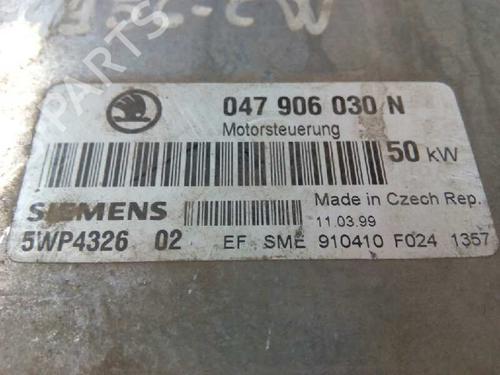 047 906 030 N
Motorsteuerung
50 kW
Made in Czech Rep.
SIEMENS
11.03.99
5WP4326 02 EF SME 910410 F024 1357